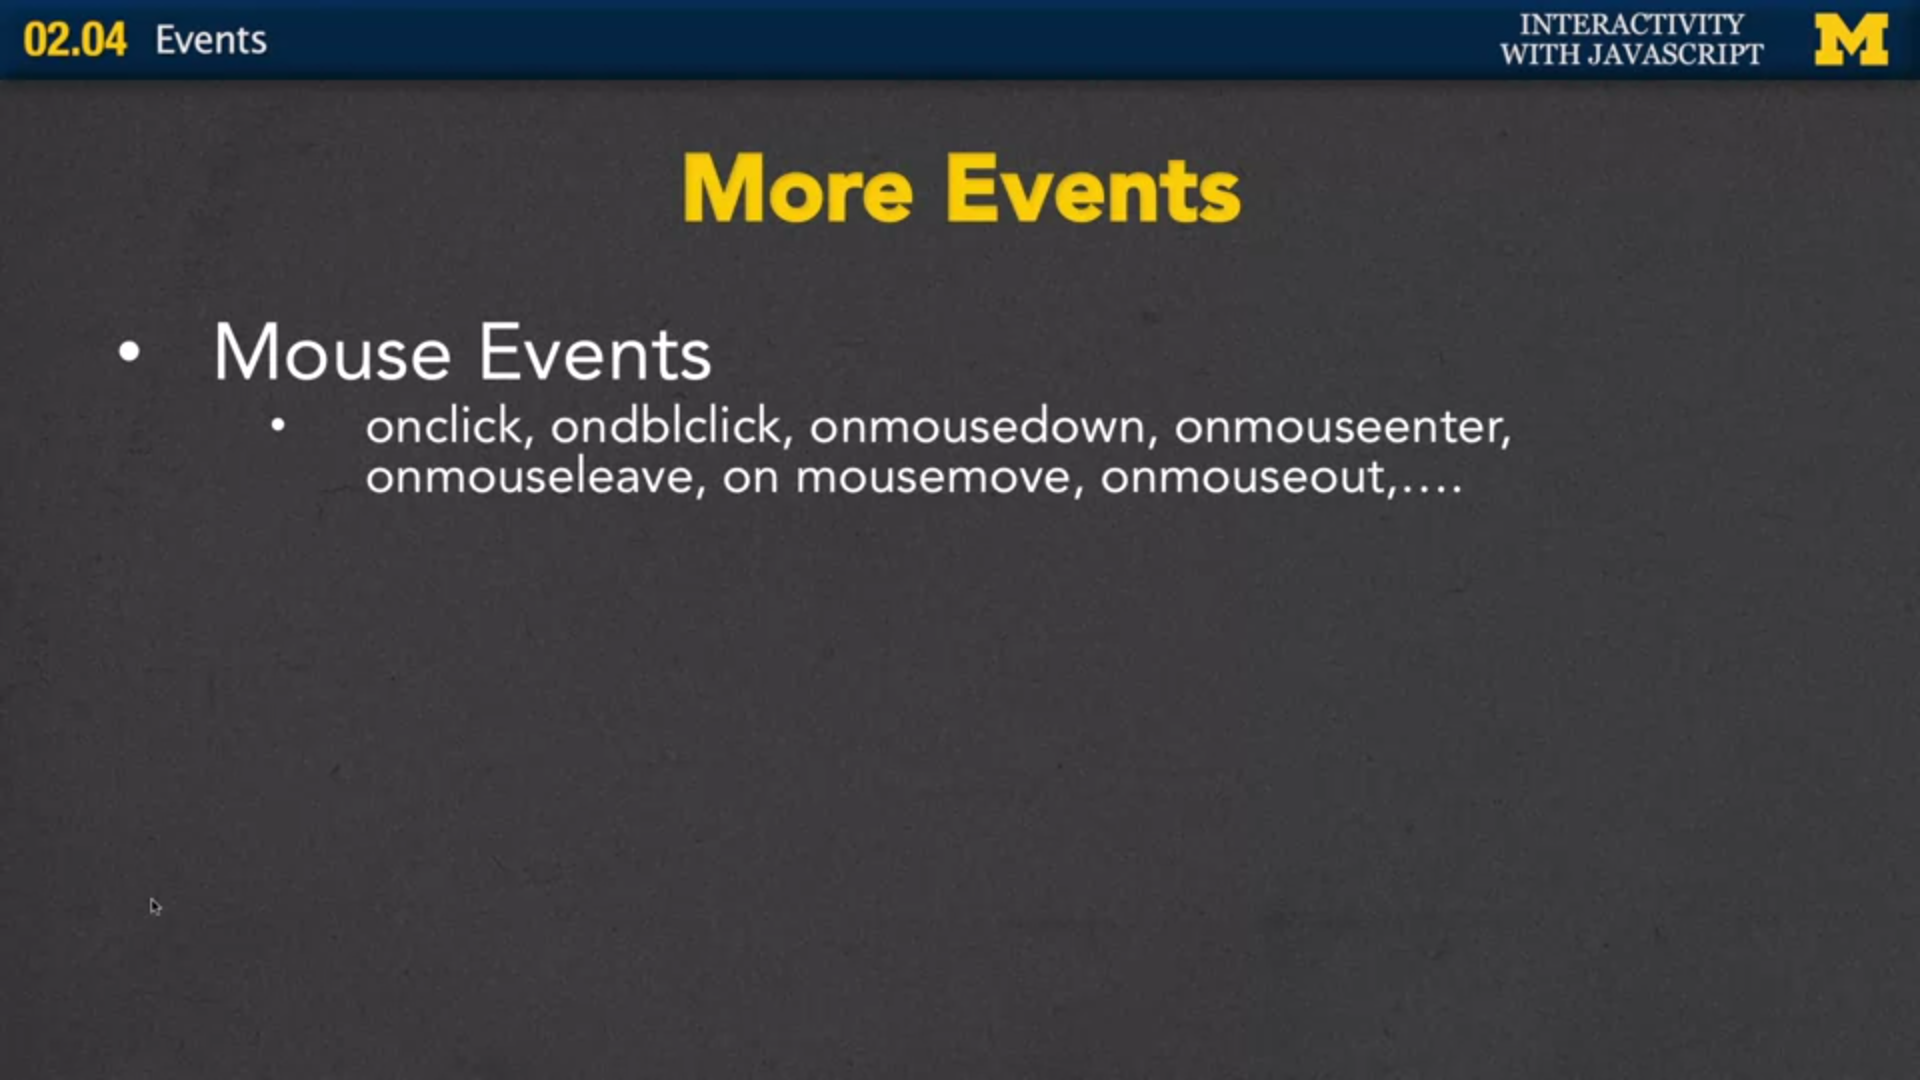 02.04 Events
INTERACTIVITY
WITH JAVASCRIPT
M
More Events
• Mouse Events
• onclick, ondblclick, onmousedown, onmouseenter,
onmouseleave, on mousemove, onmouseout,....